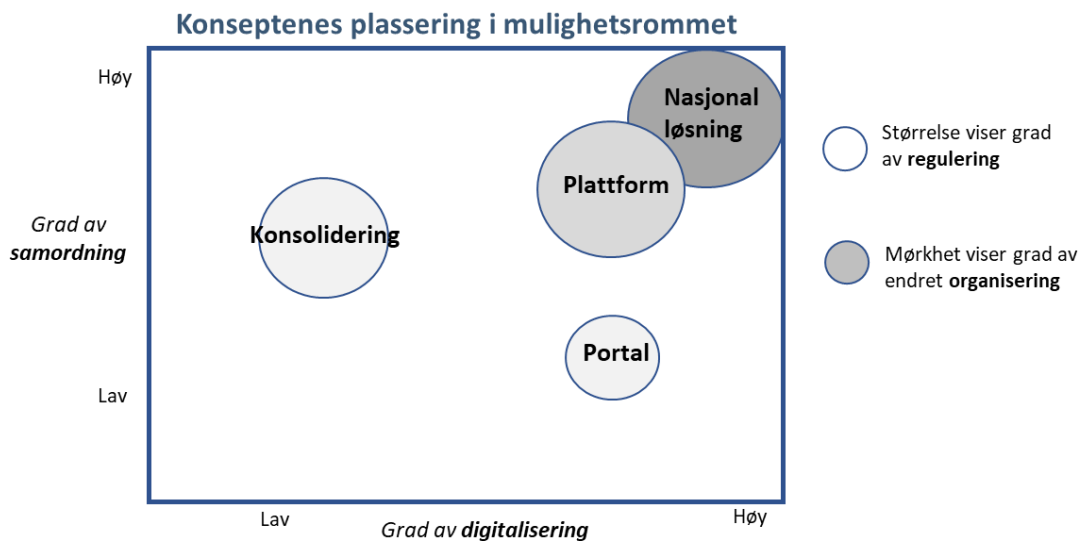 Konseptenes plassering i mulighetsrommet
Høy
Nasjonal
løsning
Størrelse viser grad
av regulering
Plattform
Grad av
samordning
Konsolidering
Mørkhet viser grad av
endret organisering
Portal
Lav
Lav
Grad av digitalisering
Høy